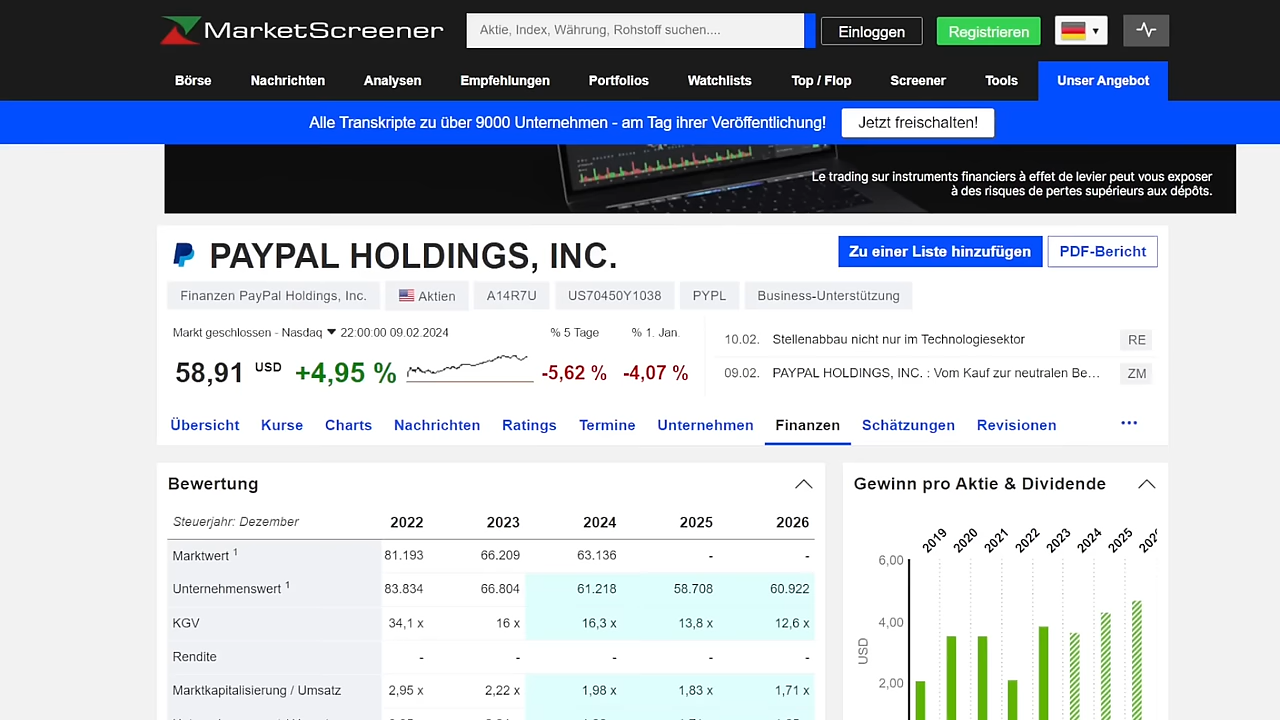 MarketScreener
Aktie, Index, Währung, Rohstoff suchen....
Einloggen
Registrieren
Börse Nachrichten Analysen Empfehlungen Portfolios Watchlists Top / Flop Screener Tools Unser Angebot
Alle Transkripte zu über 9000 Unternehmen - am Tag ihrer Veröffentlichung! Jetzt freischalten!
Le trading sur instruments financiers à effet de levier peut vous exposer
à des risques de pertes supérieurs aux dépôts.
PAYPAL HOLDINGS, INC.
Zu einer Liste hinzufügen
PDF-Bericht
Finanzen PayPal Holdings, Inc. Aktien A14R7U US70450Y1038 PYPL Business-Unterstützung
Markt geschlossen - Nasdaq 22:00:00 09.02.2024 % 5 Tage % 1. Jan.
58,91 USD +4,95 % -5,62 % -4,07 %
10.02. Stellenabbau nicht nur im Technologiesektor RE
09.02. PAYPAL HOLDINGS, INC. : Vom Kauf zur neutralen Be... ZM
Übersicht Kurse Charts Nachrichten Ratings Termine Unternehmen Finanzen Schätzungen Revisionen ...
Bewertung
Steuerjahr: Dezember 2022 2023 2024 2025 2026
Marktwert 1 81.193 66.209 63.136 - -
Unternehmenswert 1 83.834 66.804 61.218 58.708 60.922
KGV 34,1 x 16 x 16,3 x 13,8 x 12,6 x
Rendite - - - - -
Marktkapitalisierung / Umsatz 2,95 x 2,22 x 1,98 x 1,83 x 1,71 x
Gewinn pro Aktie & Dividende
2019 2020 2021 2022 2023 2024 2025
6,00
4,00
USD
2,00